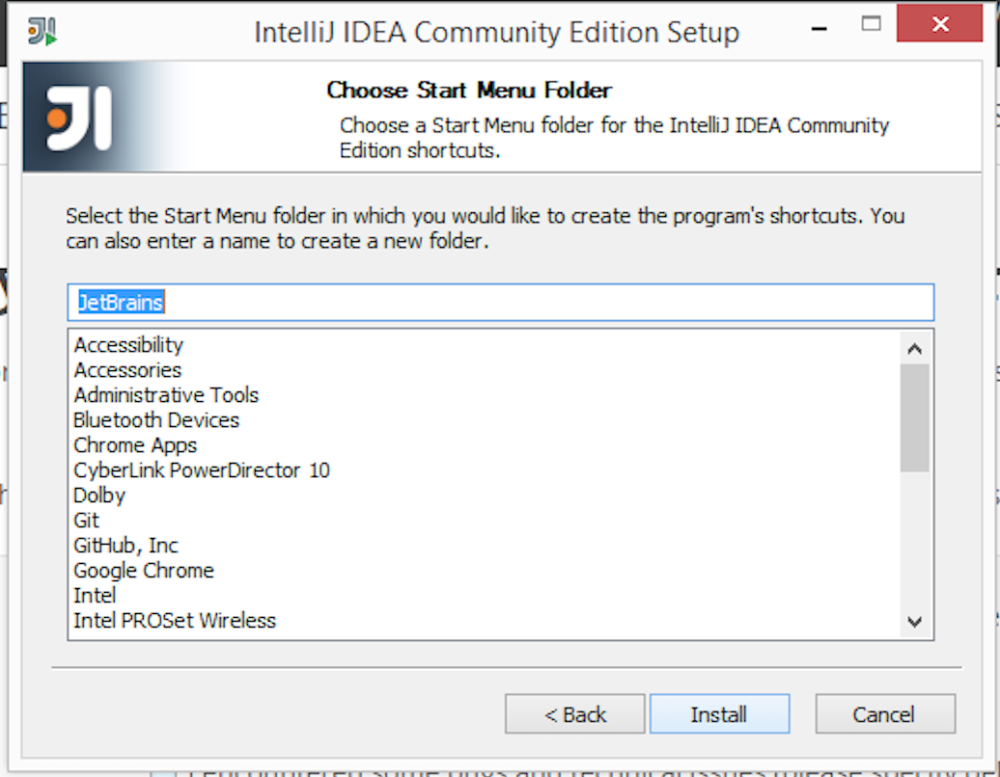 IntelliJ IDEA Community Edition Setup
Choose Start Menu Folder
Choose a Start Menu folder for the IntelliJ IDEA Community
Edition shortcuts.
Select the Start Menu folder in which you would like to create the program's shortcuts. You
can also enter a name to create a new folder.
JetBrains
Accessibility
Accessories
Administrative Tools
Bluetooth Devices
Chrome Apps
CyberLink PowerDirector 10
Dolby
Git
GitHub, Inc
Google Chrome
Intel
Intel PROSet Wireless
< Back
Install
Cancel